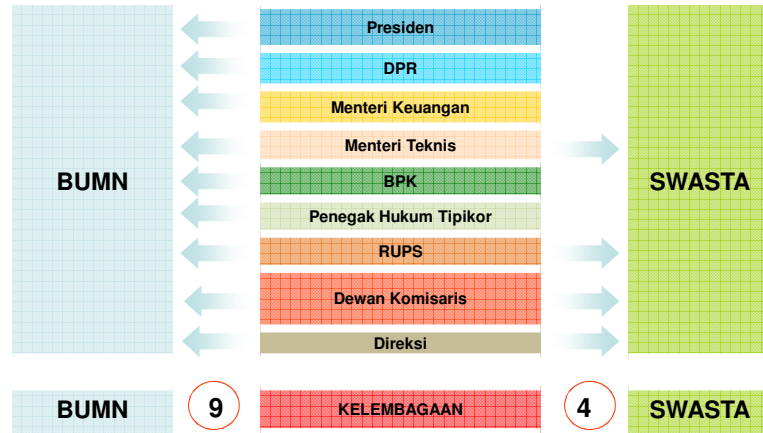 Presiden
DPR
Menteri Keuangan
Menteri Teknis
BUMN
BPK
SWASTA
Penegak Hukum Tipikor
RUPS
Dewan Komisaris
Direksi
BUMN
9
KELEMBAGAAN
4
SWASTA